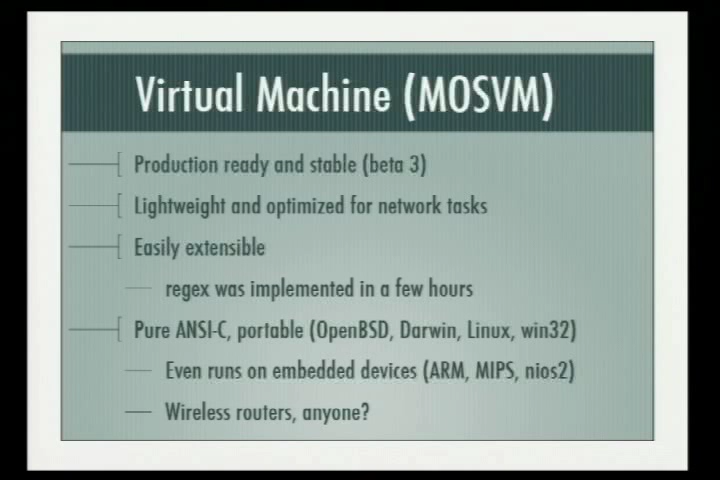 Virtual Machine (MOSVM)
Production ready and stable (beta 3)
Lightweight and optimized for network tasks
Easily extensible
regex was implemented in a few hours
Pure ANSI-C, portable (OpenBSD, Darwin, Linux, win32)
Even runs on embedded devices (ARM, MIPS, nios2)
Wireless routers, anyone?